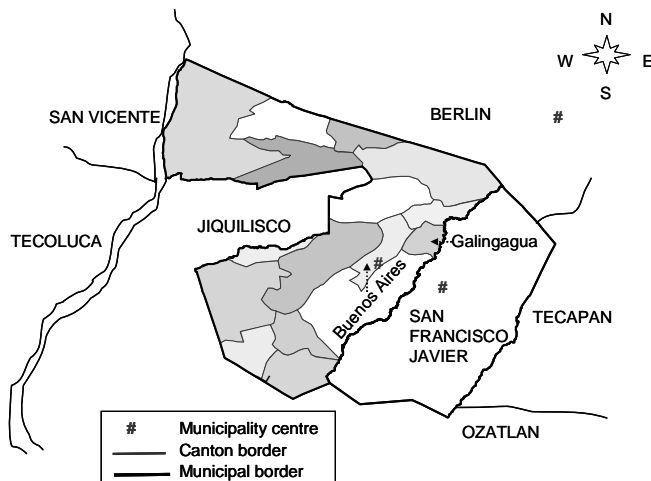 N
W E
S
BERLIN
#
SAN VICENTE
JIQUILISCO
TECOLUCA
Galingagua
#
Buenos Aires
#
SAN
FRANCISCO
JAVIER
TECAPAN
OZATLAN
# Municipality centre
Canton border
Municipal border